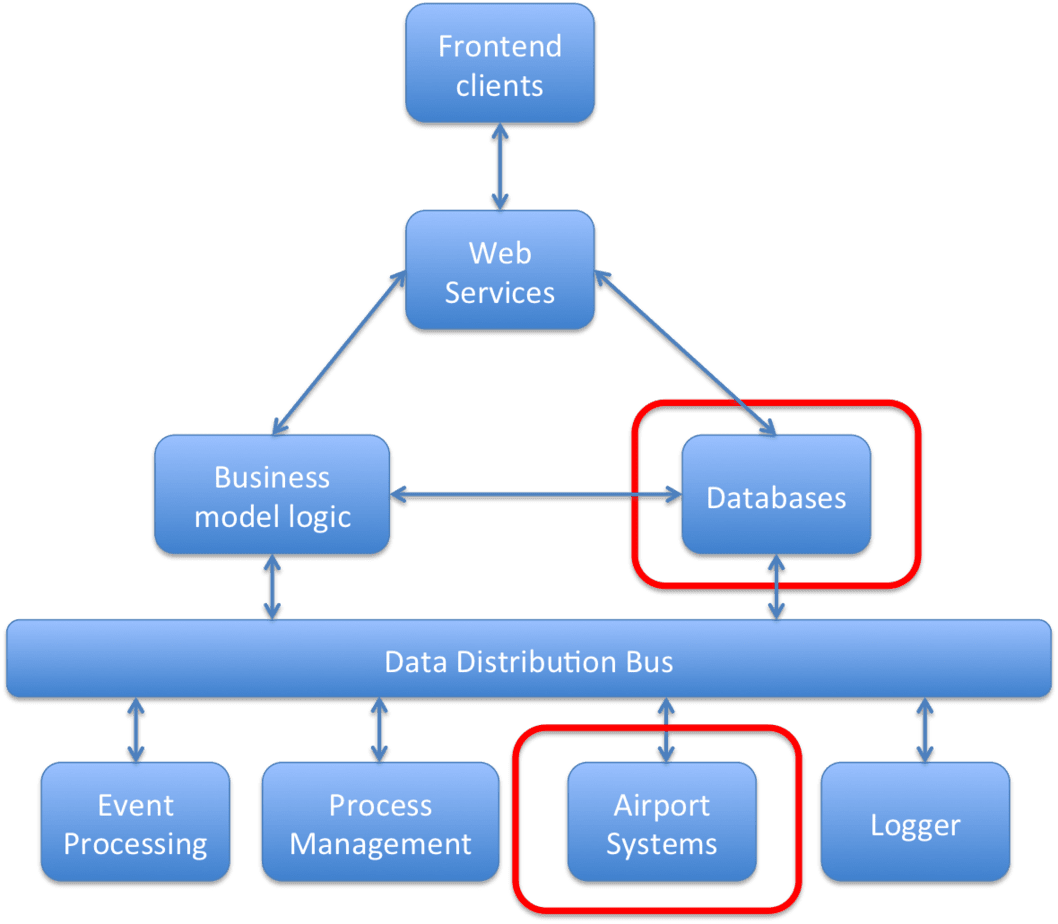 Frontend
clients
Web
Services
Business
model logic
Databases
Data Distribution Bus
Event
Processing
Process
Management
Airport
Systems
Logger